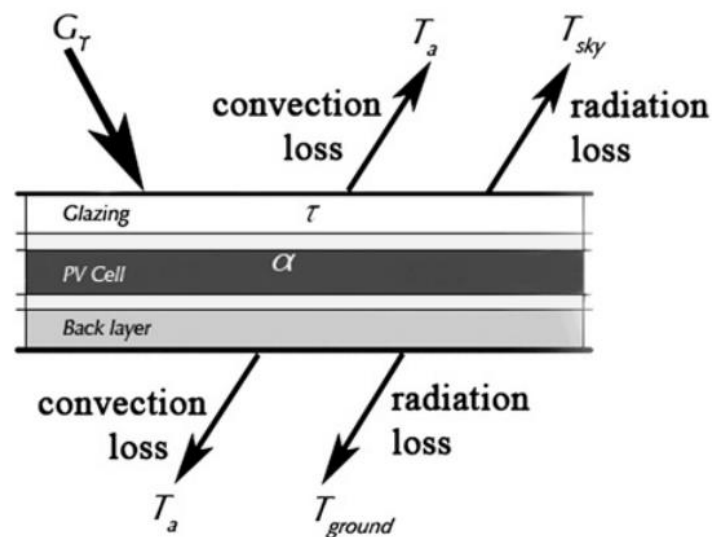 G_T
T_a
T_sky
convection
loss
radiation
loss
Glazing
τ
α
PV Cell
Back layer
convection
loss
radiation
loss
T_a
T_ground